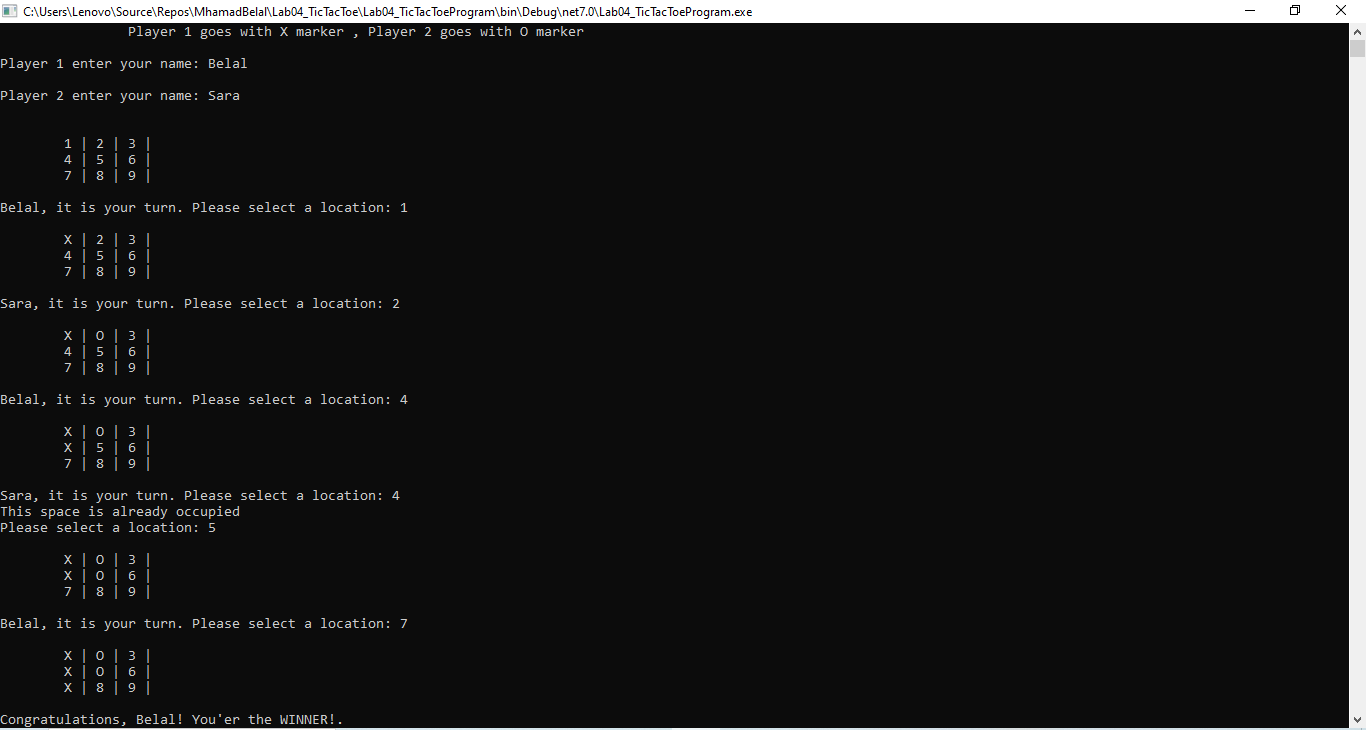 C:\Users\Lenovo\Source\Repos\MhamadBelal\Lab04_TicTacToe\Lab04_TicTacToeProgram\bin\Debug\net7.0\Lab04_TicTacToeProgram.exe
Player 1 goes with X marker , Player 2 goes with O marker
Player 1 enter your name: Belal
Player 2 enter your name: Sara
1 | 2 | 3 |
4 | 5 | 6 |
7 | 8 | 9 |
Belal, it is your turn. Please select a location: 1
X | 2 | 3 |
4 | 5 | 6 |
7 | 8 | 9 |
Sara, it is your turn. Please select a location: 2
X | O | 3 |
4 | 5 | 6 |
7 | 8 | 9 |
Belal, it is your turn. Please select a location: 4
X | O | 3 |
X | 5 | 6 |
7 | 8 | 9 |
Sara, it is your turn. Please select a location: 4
This space is already occupied
Please select a location: 5
X | O | 3 |
X | O | 6 |
7 | 8 | 9 |
Belal, it is your turn. Please select a location: 7
X | O | 3 |
X | O | 6 |
X | 8 | 9 |
Congratulations, Belal! You'er the WINNER!.